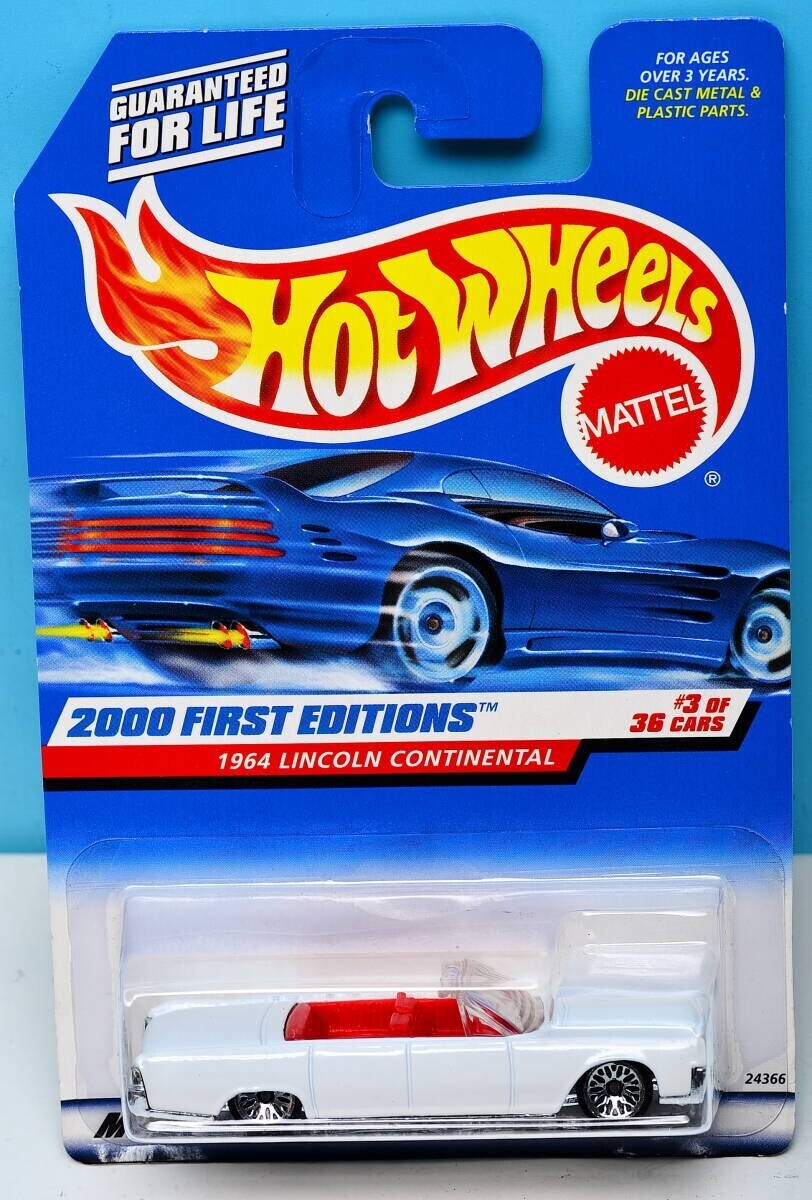 GUARANTEED
FOR LIFE
FOR AGES
OVER 3 YEARS.
DIE CAST METAL &
PLASTIC PARTS.
HOT WHEELS
MATTEL
®
2000 FIRST EDITIONS™
#3 OF
36 CARS
1964 LINCOLN CONTINENTAL
24366